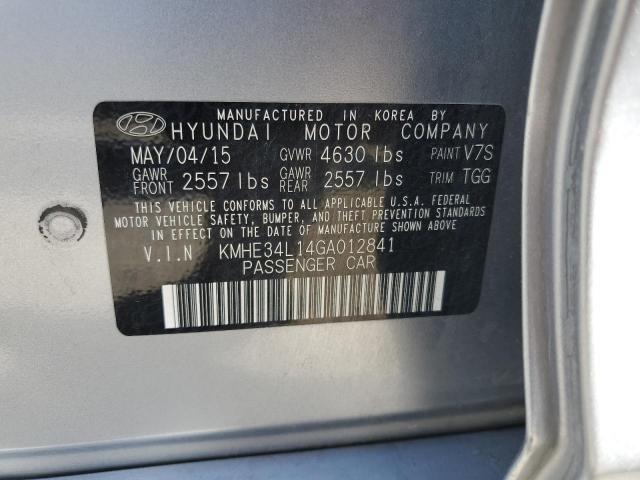 MANUFACTURED IN KOREA BY
HYUNDAI MOTOR COMPANY
MAY/04/15 GVWR 4630 lbs PAINT V7S
GAWR FRONT 2557 lbs GAWR REAR 2557 lbs TRIM TGG
THIS VEHICLE CONFORMS TO ALL APPLICABLE U.S.A. FEDERAL
MOTOR VEHICLE SAFETY, BUMPER, AND THEFT PREVENTION STANDARDS
IN EFFECT ON THE DATE OF MANUFACTURE SHOWN ABOVE.
V.I.N KMHE34L14GA012841
PASSENGER CAR